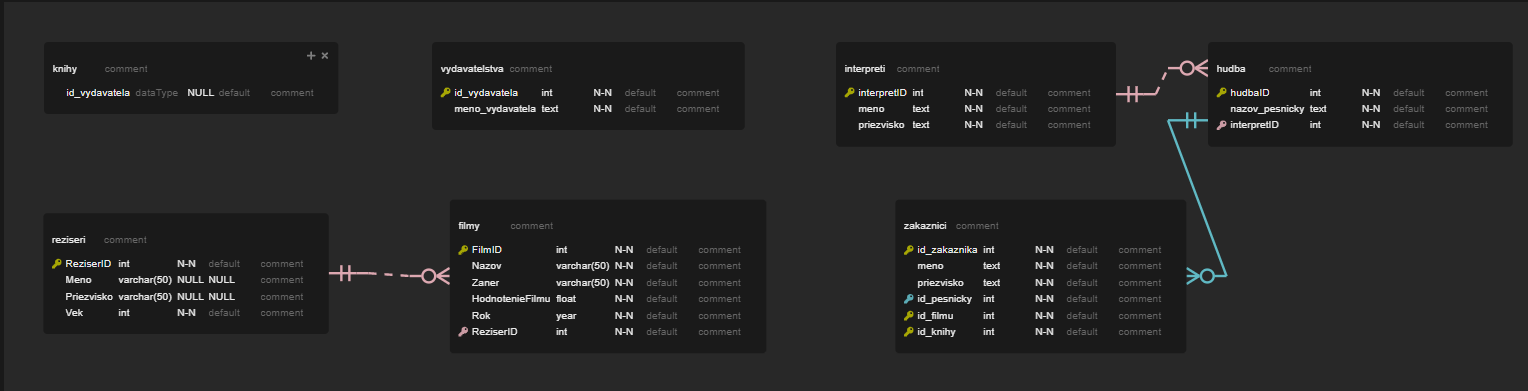 knihy comment
id_vydavatela dataType NULL default comment
vydavatelstva comment
id_vydavatela int N-N default comment
meno_vydavatela text N-N default comment
interpreti comment
interpretID int N-N default comment
meno text N-N default comment
priezvisko text N-N default comment
hudba comment
hudbaID int N-N default comment
nazov_pesnicky text N-N default comment
interpretID int N-N default comment
reziseri comment
ReziserID int N-N default comment
Meno varchar(50) NULL NULL comment
Priezvisko varchar(50) NULL NULL comment
Vek int N-N default comment
filmy comment
FilmID int N-N default comment
Nazov varchar(50) N-N default comment
Zaner varchar(50) N-N default comment
HodnotenieFilmu float N-N default comment
Rok year N-N default comment
ReziserID int N-N default comment
zakaznici comment
id_zakaznika int N-N default comment
meno text N-N default comment
priezvisko text N-N default comment
id_pesnicky int N-N default comment
id_filmu int N-N default comment
id_knihy int N-N default comment